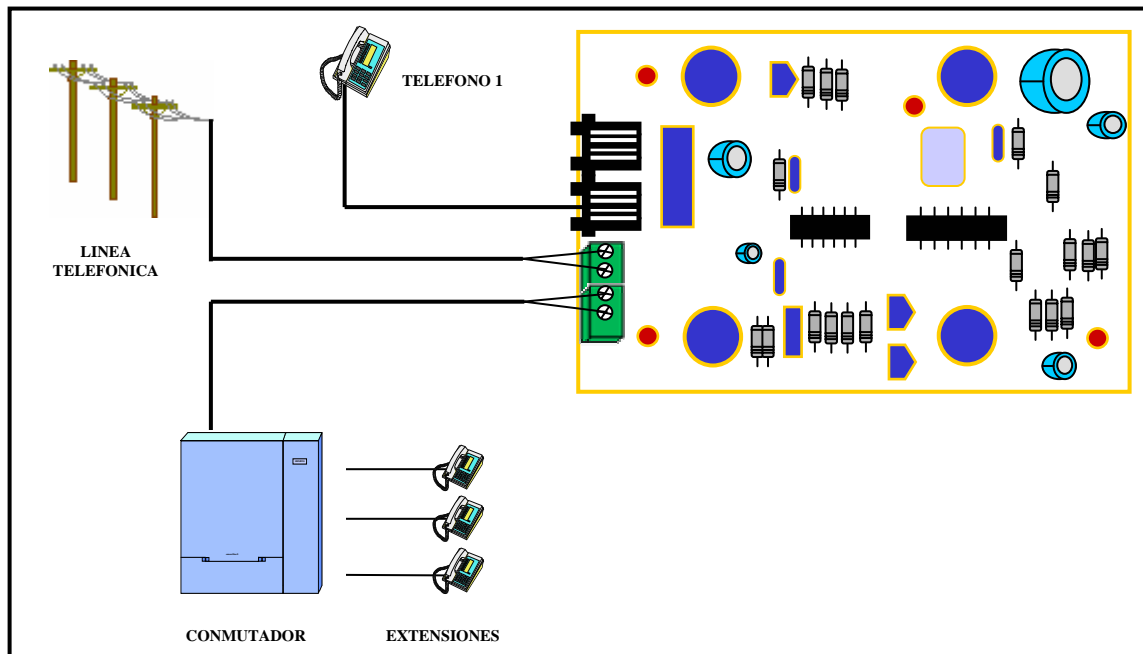 TELEFONO 1
LINEA
TELEFONICA
CONMUTADOR
EXTENSIONES